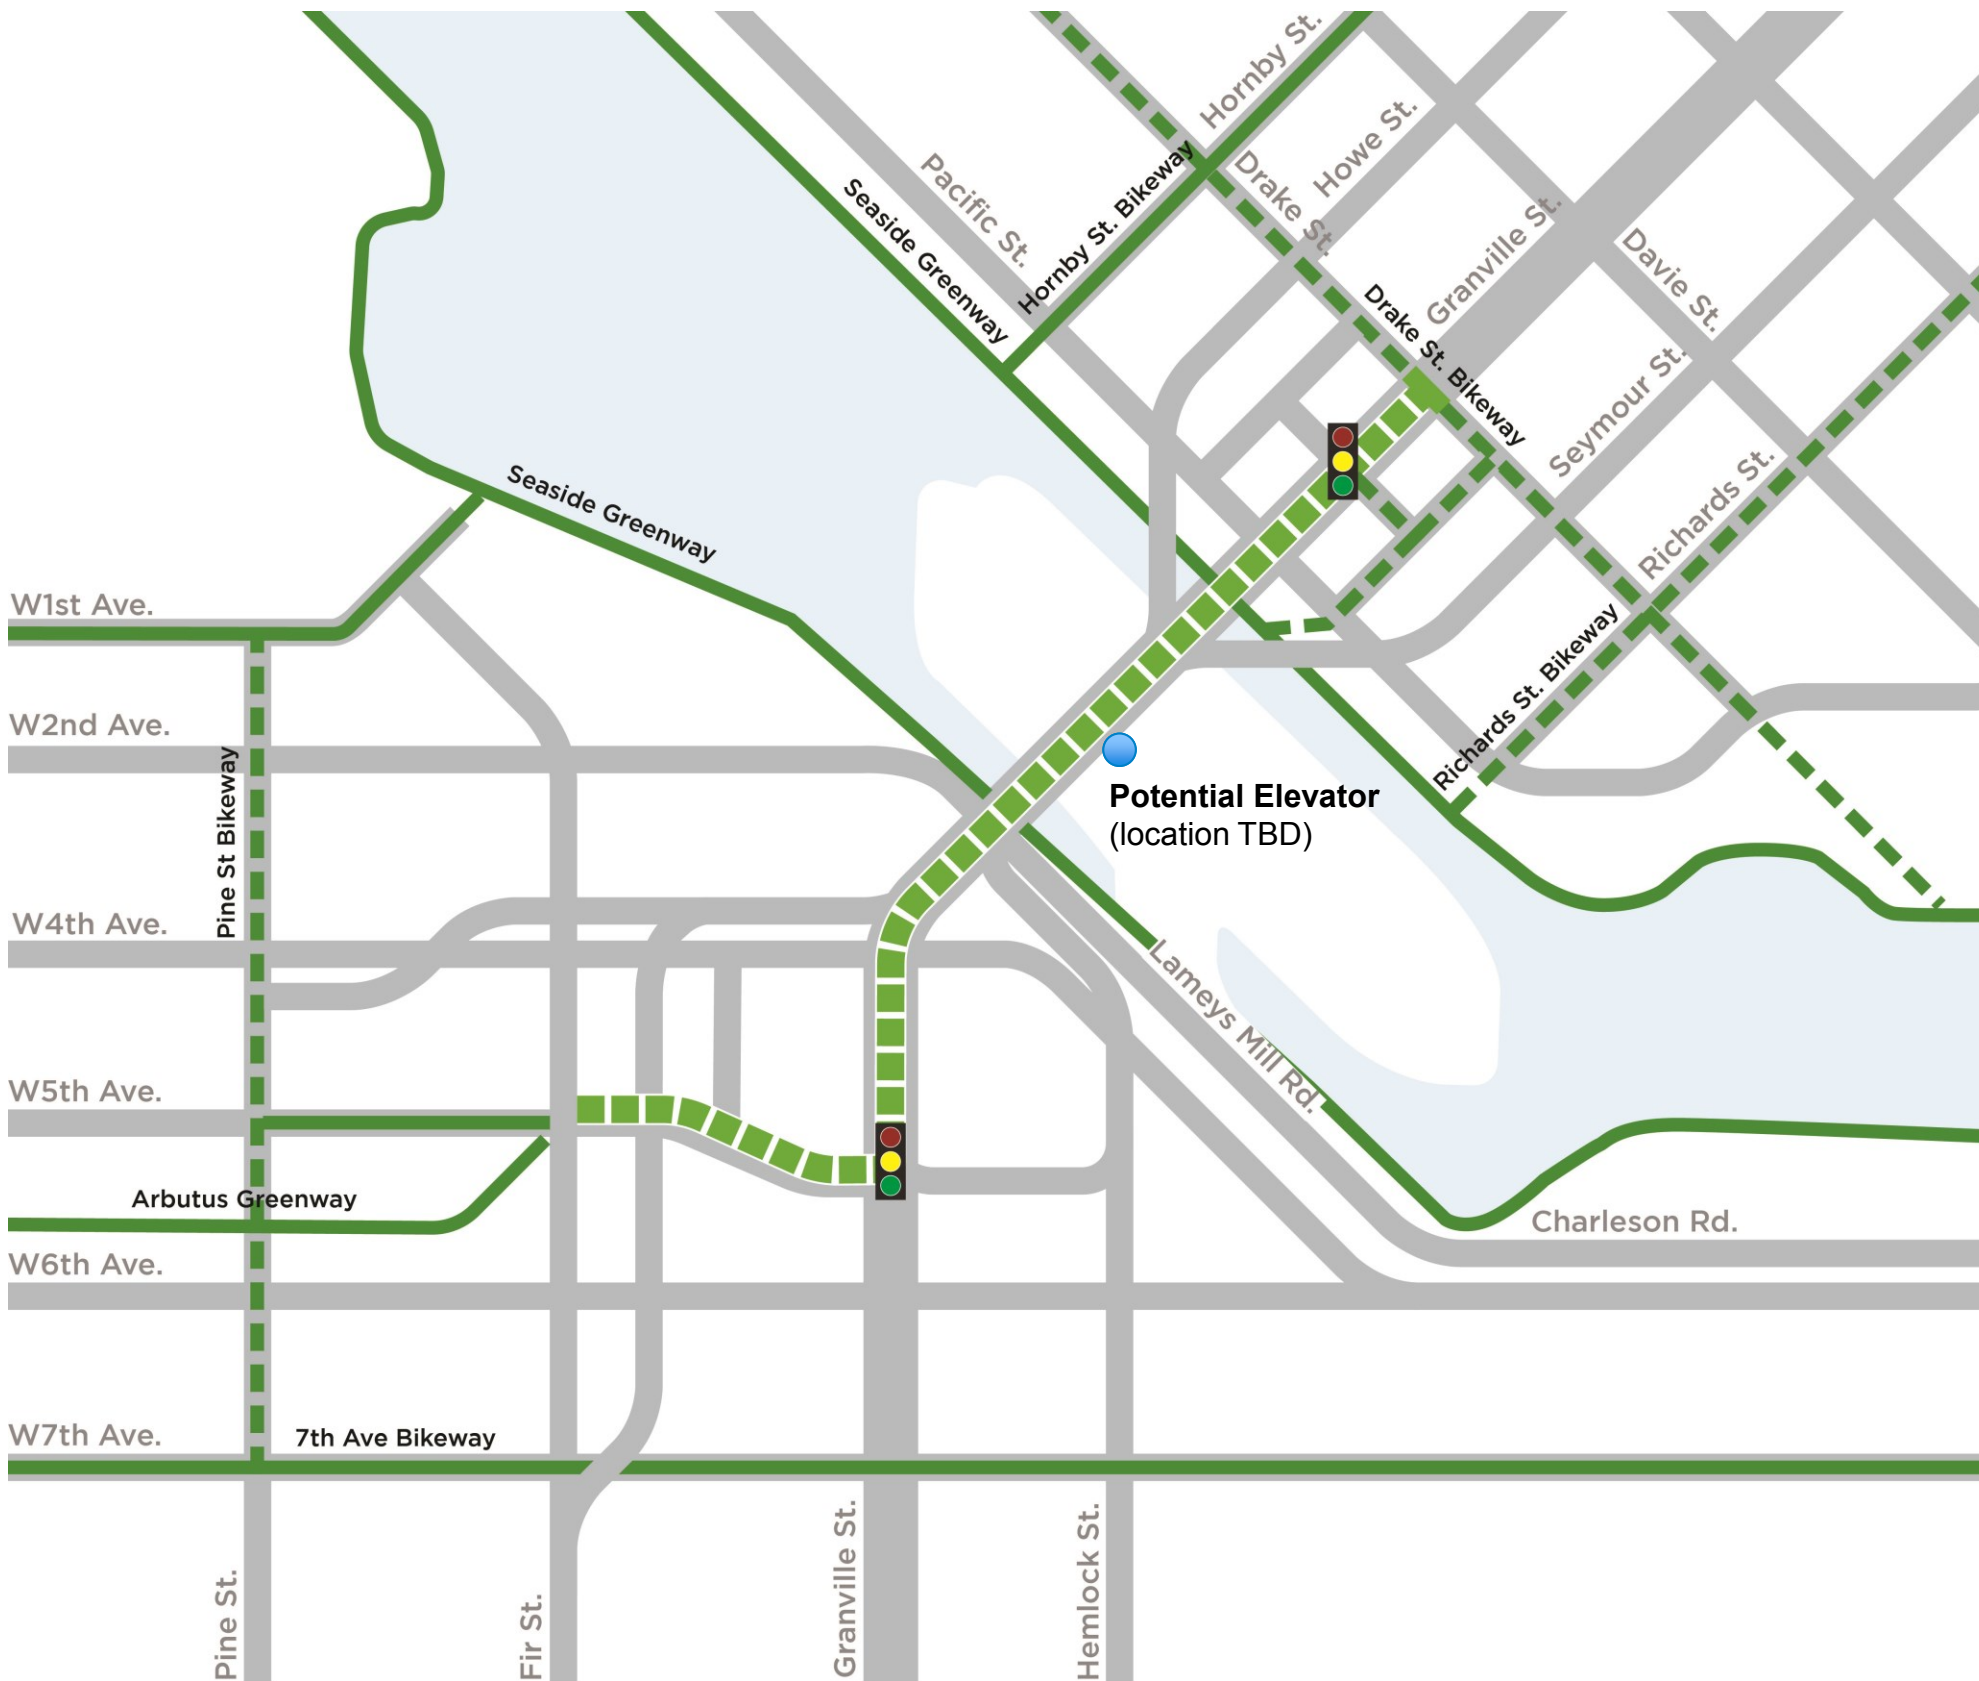 Hornby St.
Howe St.
Pacific St.
Hornby St. Bikeway
Drake St.
Seaside Greenway
Granville St.
Davie St.
Drake St. Bikeway
Seymour St.
Richards St.
Seaside Greenway
W1st Ave.
Richards St. Bikeway
W2nd Ave.
Pine St Bikeway
Potential Elevator
(location TBD)
W4th Ave.
Lameys Mill Rd.
W5th Ave.
Arbutus Greenway
Charleson Rd.
W6th Ave.
W7th Ave.
7th Ave Bikeway
Pine St.
Fir St.
Granville St.
Hemlock St.